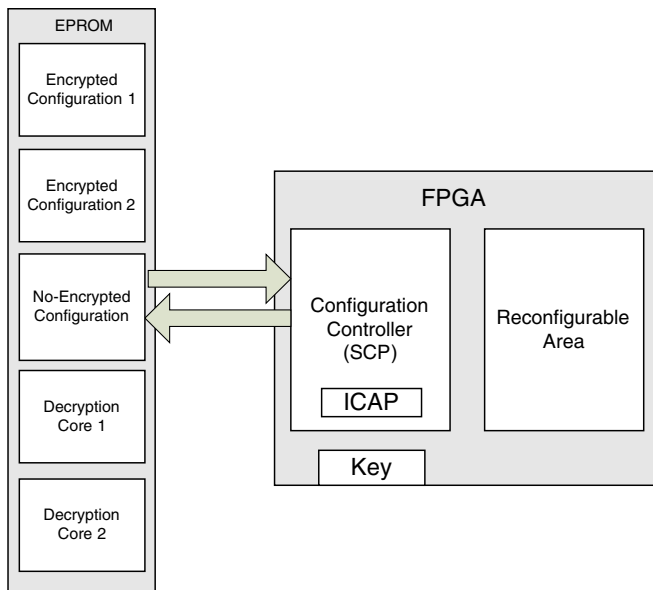 EPROM
Encrypted
Configuration 1
Encrypted
Configuration 2
No-Encrypted
Configuration
Decryption
Core 1
Decryption
Core 2
FPGA
Configuration
Controller
(SCP)
ICAP
Key
Reconfigurable
Area